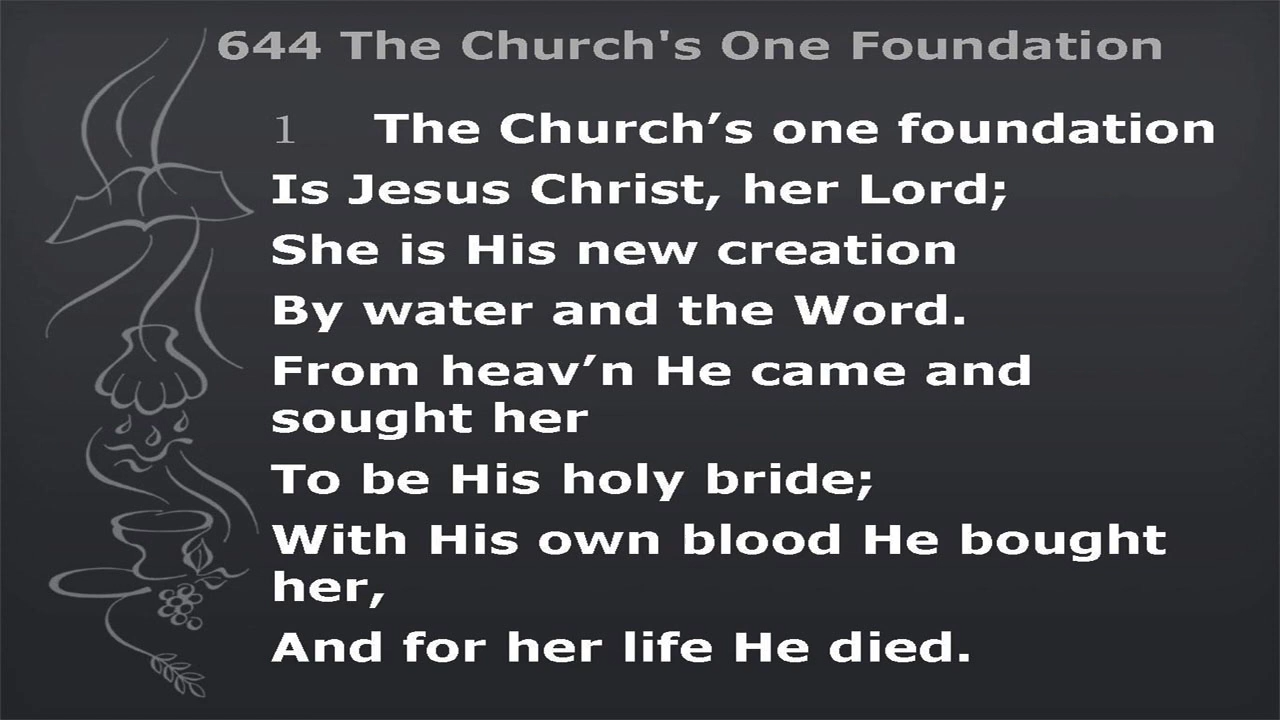 644 The Church's One Foundation
1 The Church’s one foundation
Is Jesus Christ, her Lord;
She is His new creation
By water and the Word.
From heav’n He came and
sought her
To be His holy bride;
With His own blood He bought
her,
And for her life He died.